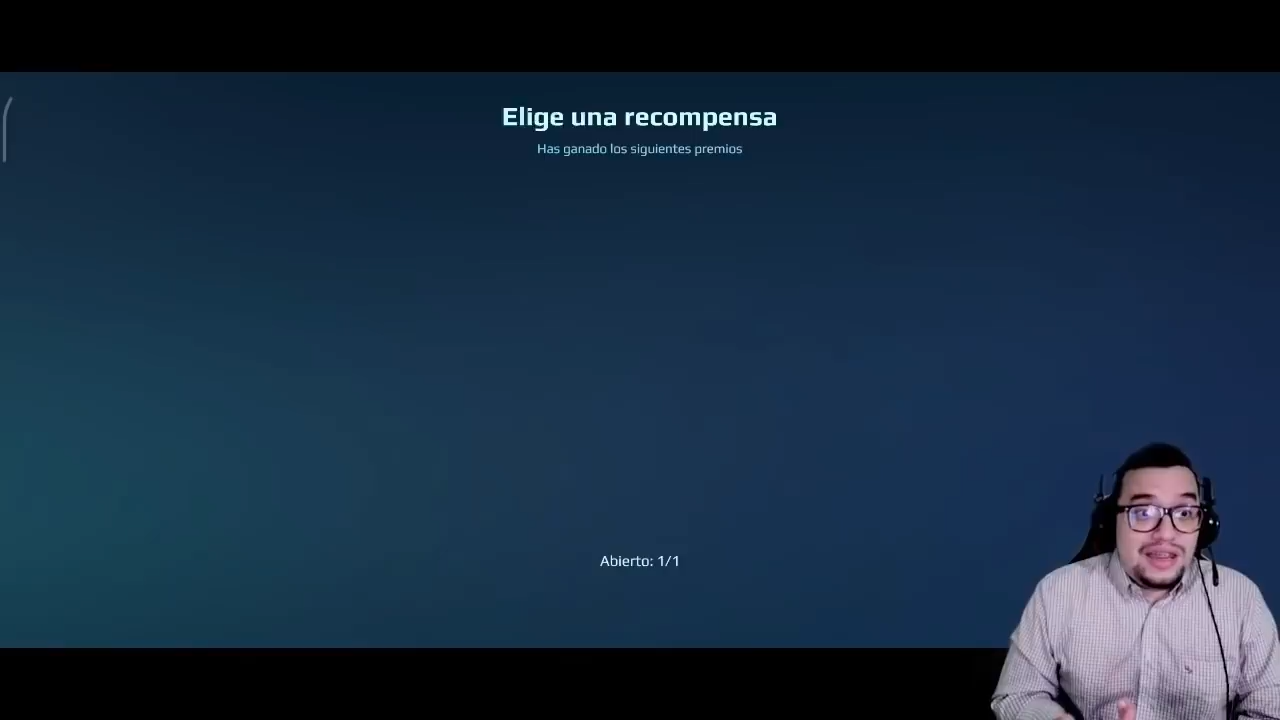 Elige una recompensa
Has ganado los siguientes premios
Abierto: 1/1